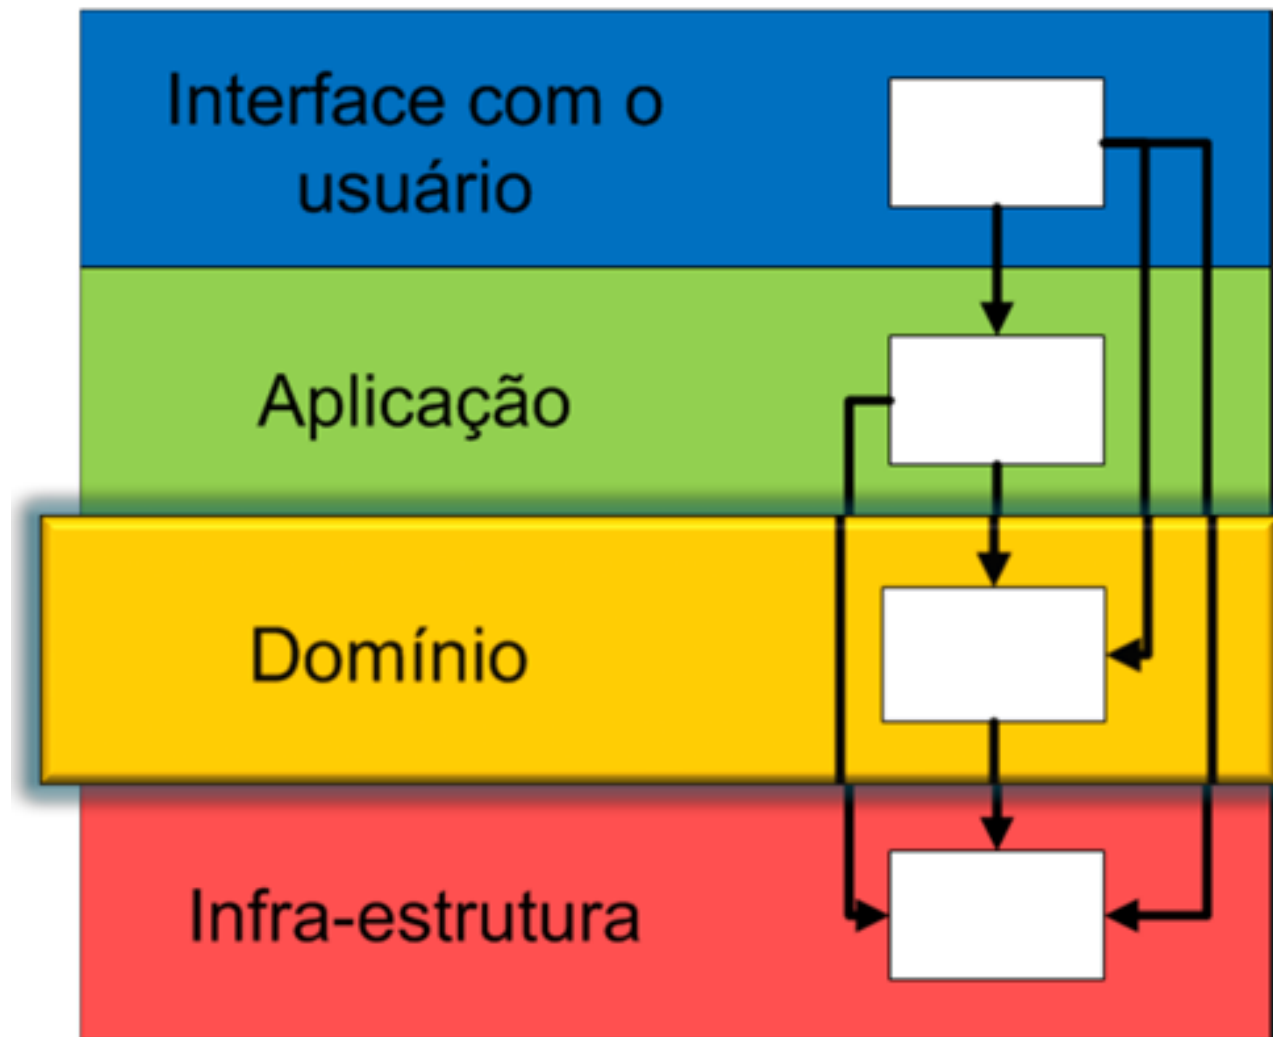 Interface com o
usuário
Aplicação
Domínio
Infra-estrutura